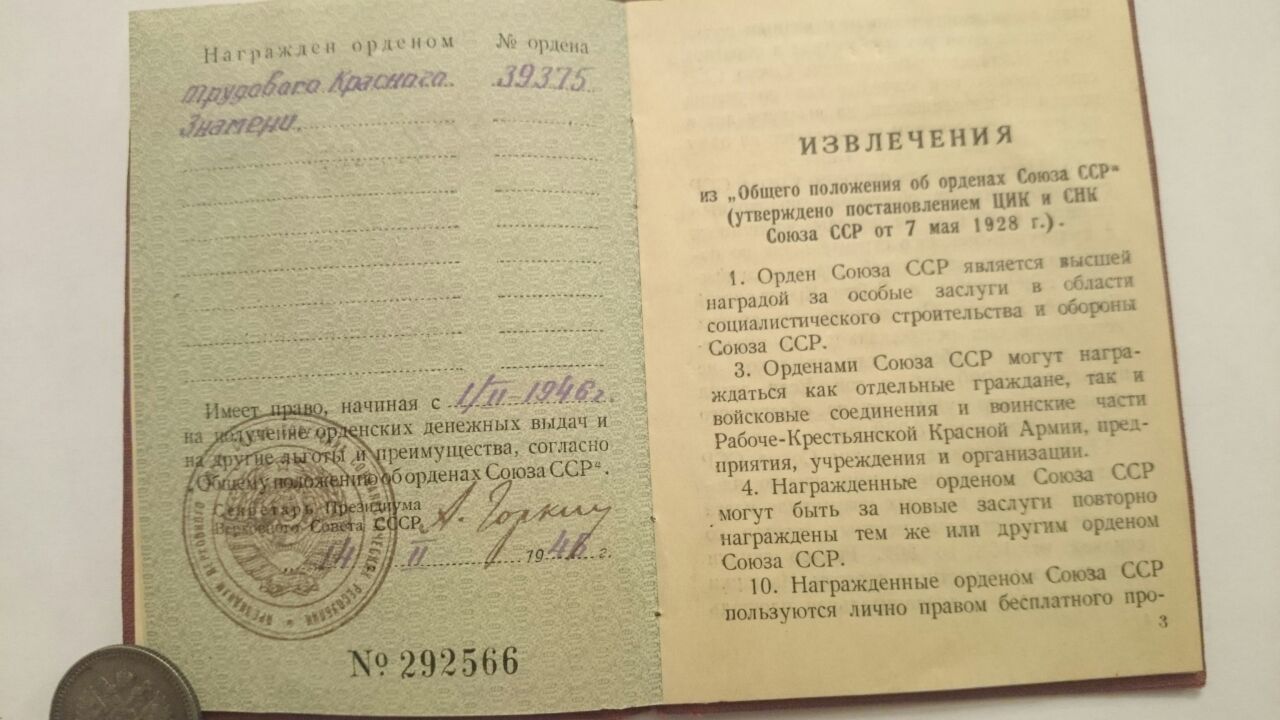 Награжден орденом № ордена
Трудового Красного 39375
Знамени.
Имеет право, начиная с 1/II-1946г.
на получение орденских денежных выдач и
на другие льготы и преимущества, согласно
„Общему положению об орденах Союза ССР“.
Секретарь Президиума
Верховного Совета СССР А. Горкин
14 II 1946 г.
№ 292566
ИЗВЛЕЧЕНИЯ
из „Общего положения об орденах Союза ССР“
(утверждено постановлением ЦИК и СНК
Союза ССР от 7 мая 1928 г.).
1. Орден Союза ССР является высшей
наградой за особые заслуги в области
социалистического строительства и обороны
Союза ССР.
3. Орденами Союза ССР могут награ-
ждаться как отдельные граждане, так и
войсковые соединения и воинские части
Рабоче-Крестьянской Красной Армии, пред-
приятия, учреждения и организации.
4. Награжденные орденом Союза ССР
могут быть за новые заслуги повторно
награждены тем же или другим орденом
Союза ССР.
10. Награжденные орденом Союза ССР
пользуются лично правом бесплатного про-
3